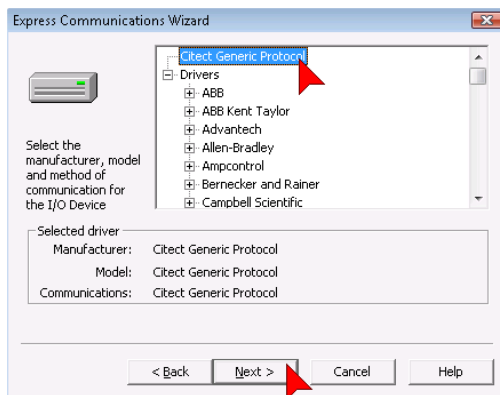 Express Communications Wizard
Citect Generic Protocol
Drivers
ABB
ABB Kent Taylor
Advantech
Allen-Bradley
Ampcontrol
Bernecker and Rainer
Campbell Scientific
Select the
manufacturer, model
and method of
communication for
the I/O Device
Selected driver
Manufacturer: Citect Generic Protocol
Model: Citect Generic Protocol
Communications: Citect Generic Protocol
< Back Next > Cancel Help